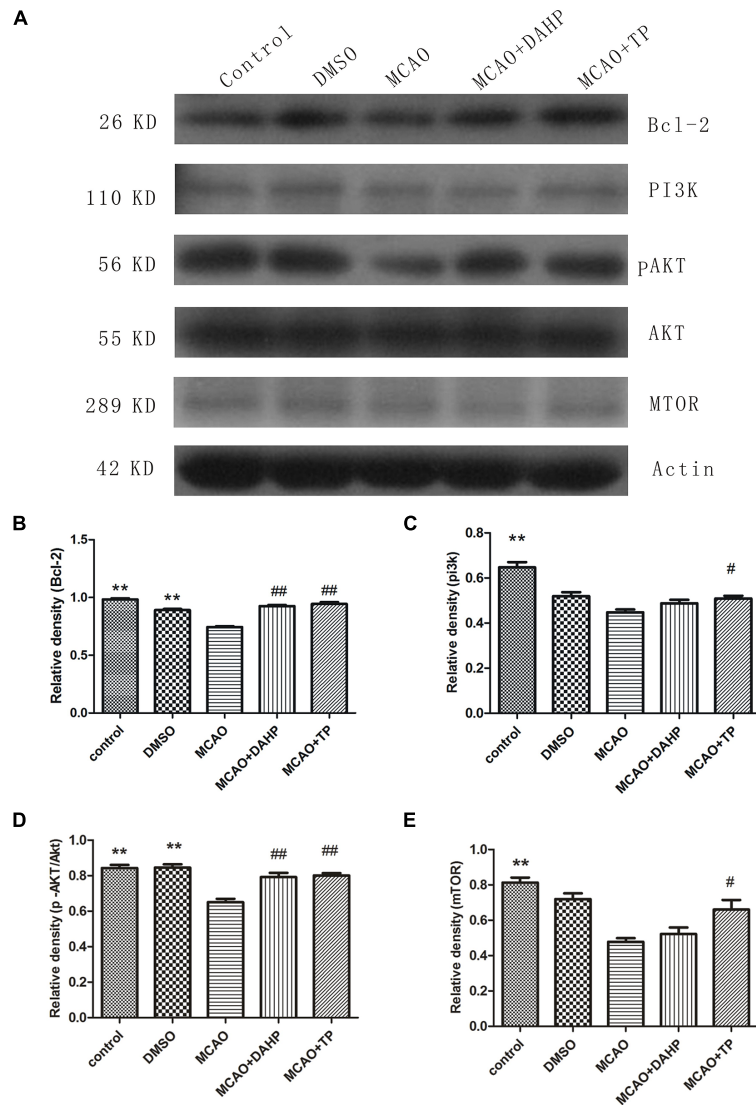 A
Control DMSO MCAO MCAO+DAHP MCAO+TP
26 KD Bcl-2
110 KD PI3K
56 KD pAKT
55 KD AKT
289 KD MTOR
42 KD Actin
B
Relative density (Bcl-2)
1.5
1.0
0.5
0.0
** ** ## ##
control DMSO MCAO MCAO+DAHP MCAO+TP
C
Relative density (pi3k)
0.8
0.6
0.4
0.2
0.0
** #
control DMSO MCAO MCAO+DAHP MCAO+TP
D
Relative density (p -AKT/Akt)
1.0
0.8
0.6
0.4
0.2
0.0
** ** ## ##
control DMSO MCAO MCAO+DAHP MCAO+TP
E
Relative density (mTOR)
1.0
0.8
0.6
0.4
0.2
0.0
** #
control DMSO MCAO MCAO+DAHP MCAO+TP